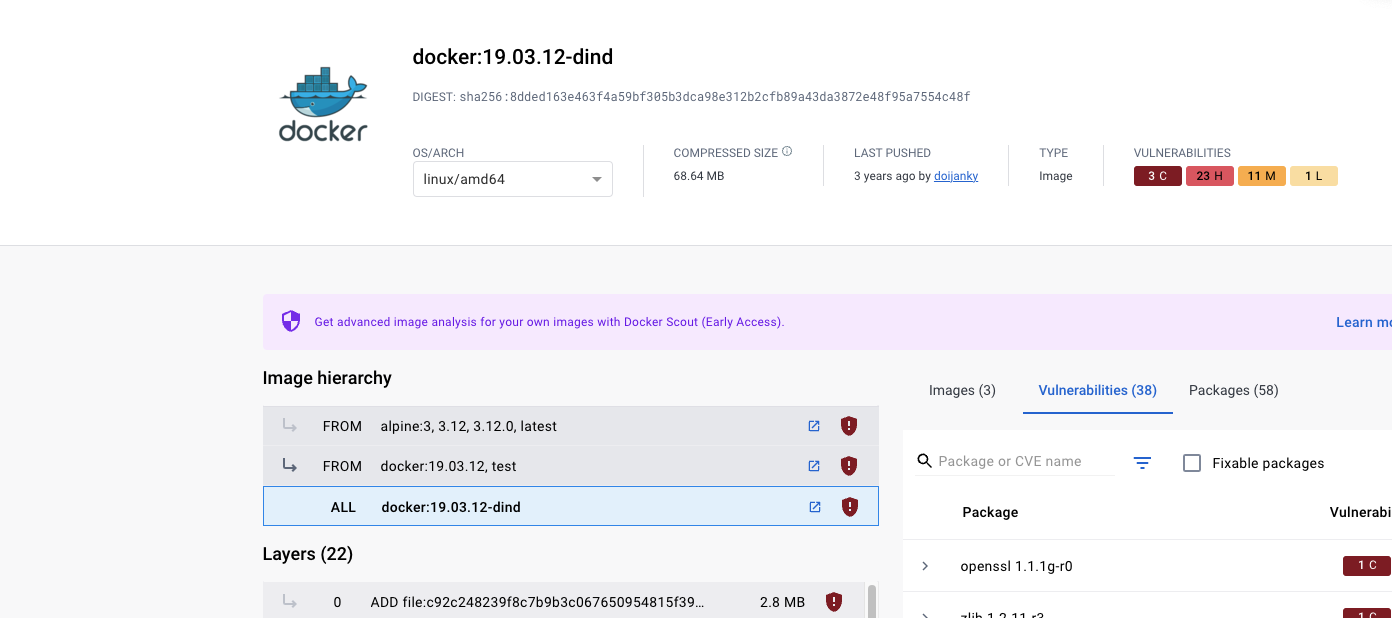 docker:19.03.12-dind
docker
DIGEST: sha256:8dded163e463f4a59bf305b3dca98e312b2cfb89a43da3872e48f95a7554c48f
OS/ARCH
linux/amd64
COMPRESSED SIZE
68.64 MB
LAST PUSHED
3 years ago by doijanky
TYPE
Image
VULNERABILITIES
3 C 23 H 11 M 1 L
Get advanced image analysis for your own images with Docker Scout (Early Access).
Learn mo
Image hierarchy
FROM alpine:3, 3.12, 3.12.0, latest
FROM docker:19.03.12, test
ALL docker:19.03.12-dind
Layers (22)
0 ADD file:c92c248239f8c7b9b3c067650954815f39… 2.8 MB
Images (3) Vulnerabilities (38) Packages (58)
Package or CVE name
Fixable packages
Package Vulnerabi
openssl 1.1.1g-r0 1 C
zlib 1.2.11-r3 1 C